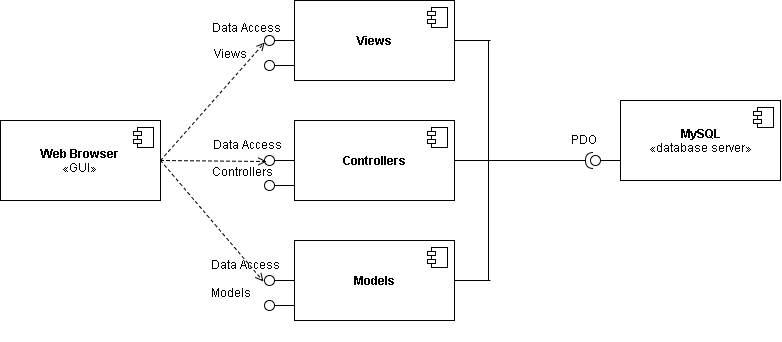 Data Access
Views
Views
Web Browser
«GUI»
Data Access
Controllers
Controllers
PDO
MySQL
«database server»
Data Access
Models
Models